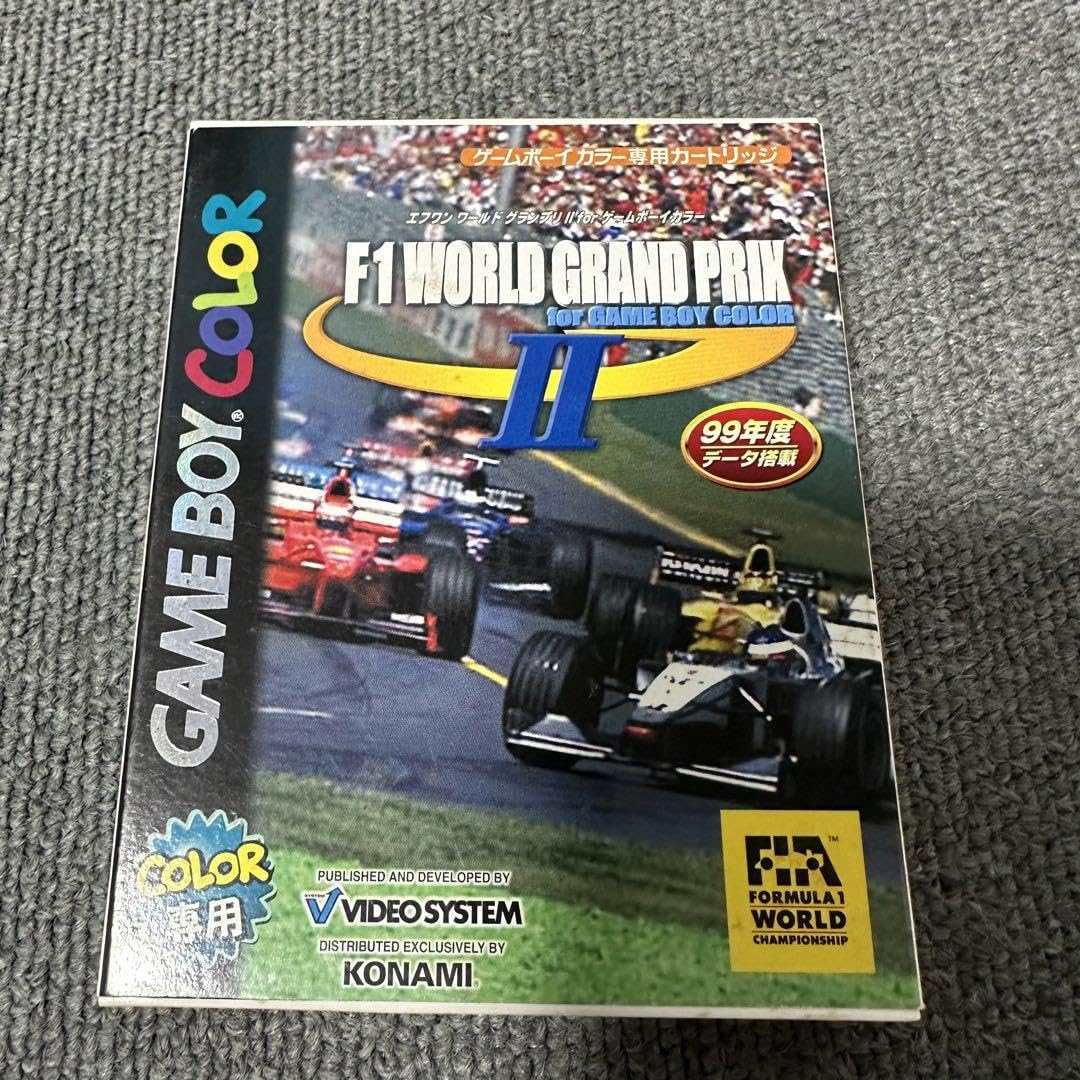 ゲームボーイカラー専用カートリッジ
エフワン ワールド グランプリ II for ゲームボーイカラー
F1 WORLD GRAND PRIX
for GAME BOY COLOR
II
99年度
データ搭載
GAME BOY® COLOR
COLOR
専用
PUBLISHED AND DEVELOPED BY
VIDEO SYSTEM
DISTRIBUTED EXCLUSIVELY BY
KONAMI
FIA™
FORMULA 1
WORLD
CHAMPIONSHIP